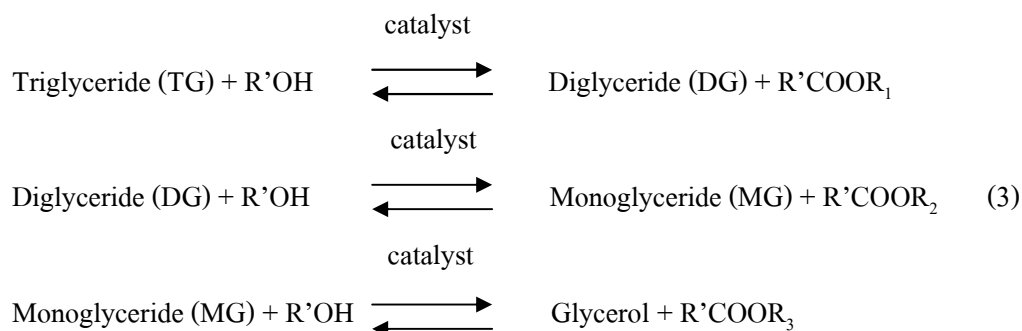 catalyst
Triglyceride (TG) + R’OH Diglyceride (DG) + R’COOR₁
catalyst
Diglyceride (DG) + R’OH Monoglyceride (MG) + R’COOR₂ (3)
catalyst
Monoglyceride (MG) + R’OH Glycerol + R’COOR₃